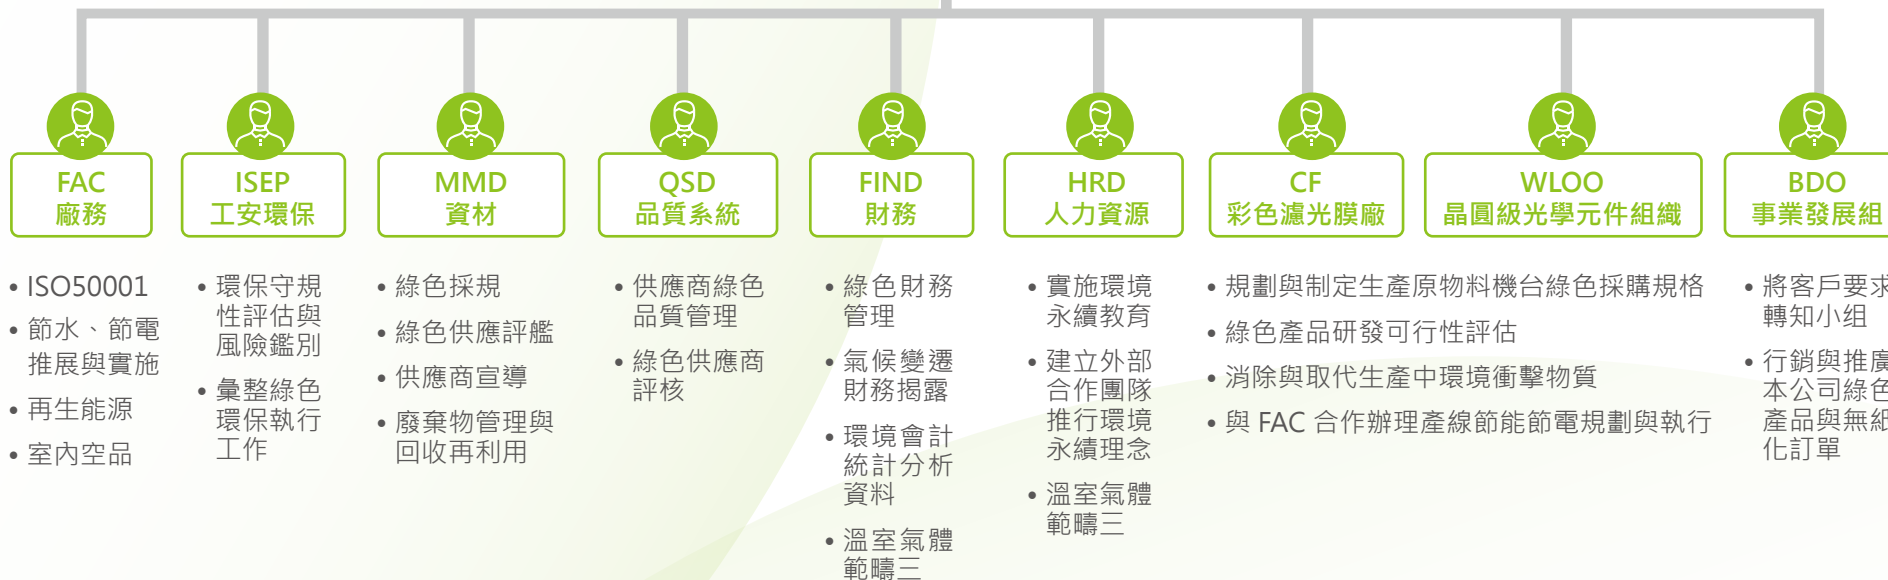 FAC
廠務
• ISO50001
• 節水、節電
推展與實施
• 再生能源
• 室內空品
ISEP
工安環保
• 環保守規
性評估與
風險鑑別
• 彙整綠色
環保執行
工作
MMD
資材
• 綠色採規
• 綠色供應評艦
• 供應商宣導
• 廢棄物管理與
回收再利用
QSD
品質系統
• 供應商綠色
品質管理
• 綠色供應商
評核
FIND
財務
• 綠色財務
管理
• 氣候變遷
財務揭露
• 環境會計
統計分析
資料
• 溫室氣體
範疇三
HRD
人力資源
• 實施環境
永續教育
• 建立外部
合作團隊
推行環境
永續理念
• 溫室氣體
範疇三
CF
彩色濾光膜廠
WLOO
晶圓級光學元件組織
• 規劃與制定生產原物料機台綠色採購規格
• 綠色產品研發可行性評估
• 消除與取代生產中環境衝擊物質
• 與 FAC 合作辦理產線節能節電規劃與執行
BDO
事業發展組
• 將客戶要求
轉知小组
• 行銷與推廣
本公司綠色
產品與無紙
化訂單